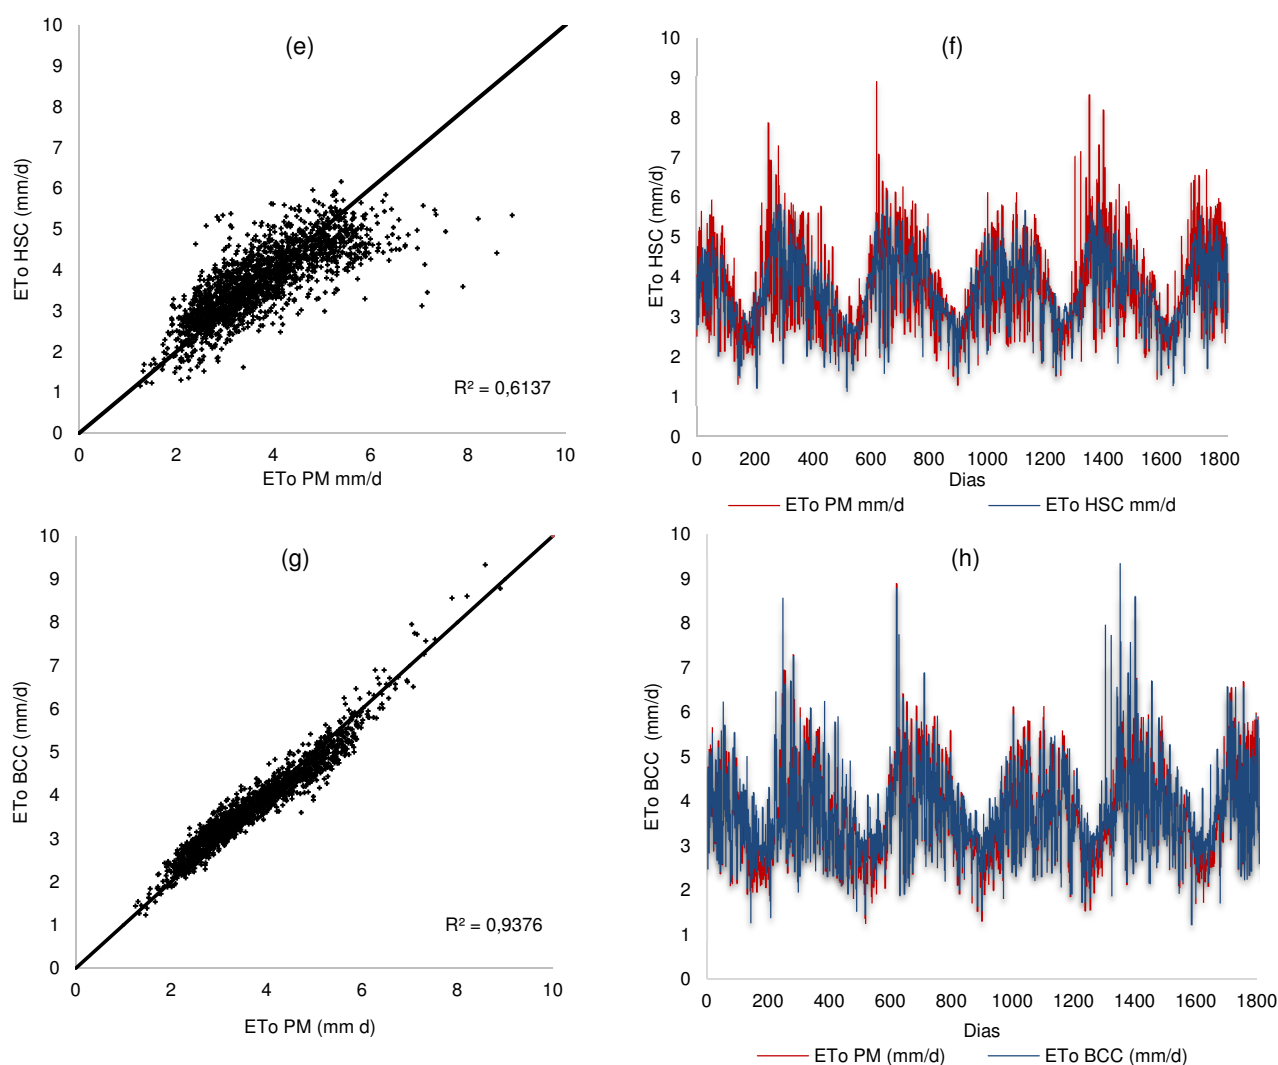 (e)
ETo HSC (mm/d)
10
9
8
7
6
5
4
3
2
1
0
R² = 0,6137
0 2 4 6 8 10
ETo PM mm/d
(f)
ETo HSC (mm/d)
10
9
8
7
6
5
4
3
2
1
0
0 200 400 600 800 1000 1200 1400 1600 1800
Dias
ETo PM mm/d ETo HSC mm/d
(g)
ETo BCC (mm/d)
10
9
8
7
6
5
4
3
2
1
0
R² = 0,9376
0 2 4 6 8 10
ETo PM (mm d)
(h)
ETo BCC (mm/d)
10
9
8
7
6
5
4
3
2
1
0
0 200 400 600 800 1000 1200 1400 1600 1800
Dias
ETo PM (mm/d) ETo BCC (mm/d)